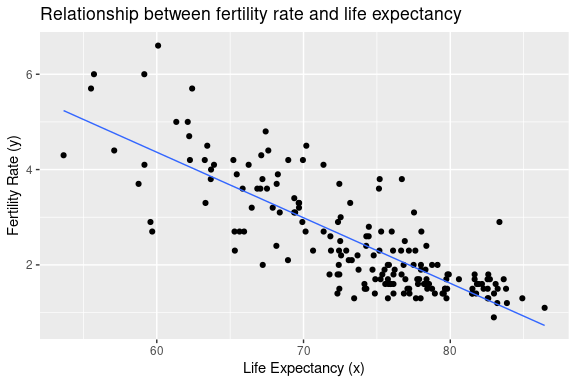 Relationship between fertility rate and life expectancy
Fertility Rate (y)
6
4
2
60
70
80
Life Expectancy (x)